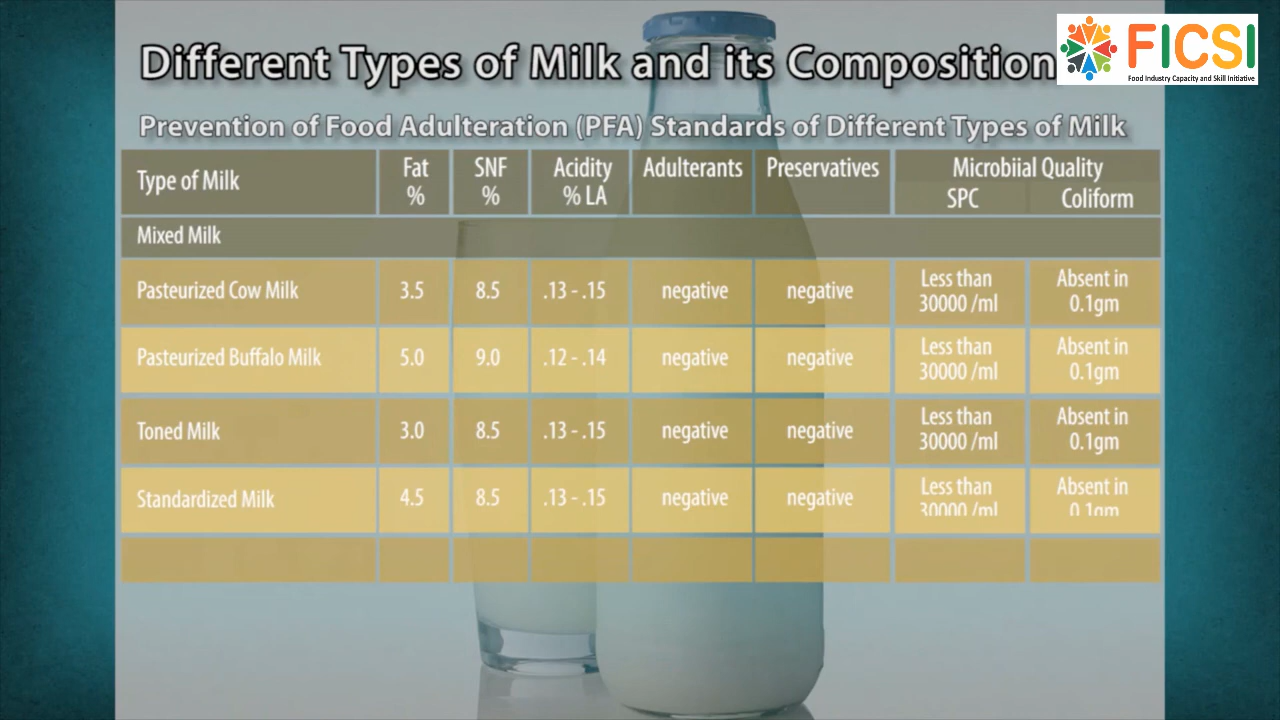 Different Types of Milk and its Composition
FICSI
Food Industry Capacity and Skill Initiative
Prevention of Food Adulteration (PFA) Standards of Different Types of Milk
Type of Milk Fat % SNF % Acidity % LA Adulterants Preservatives Microbiial Quality SPC Coliform
Mixed Milk
Pasteurized Cow Milk 3.5 8.5 .13 - .15 negative negative Less than 30000 /ml Absent in 0.1gm
Pasteurized Buffalo Milk 5.0 9.0 .12 - .14 negative negative Less than 30000 /ml Absent in 0.1gm
Toned Milk 3.0 8.5 .13 - .15 negative negative Less than 30000 /ml Absent in 0.1gm
Standardized Milk 4.5 8.5 .13 - .15 negative negative Less than 30000 /ml Absent in 0.1gm